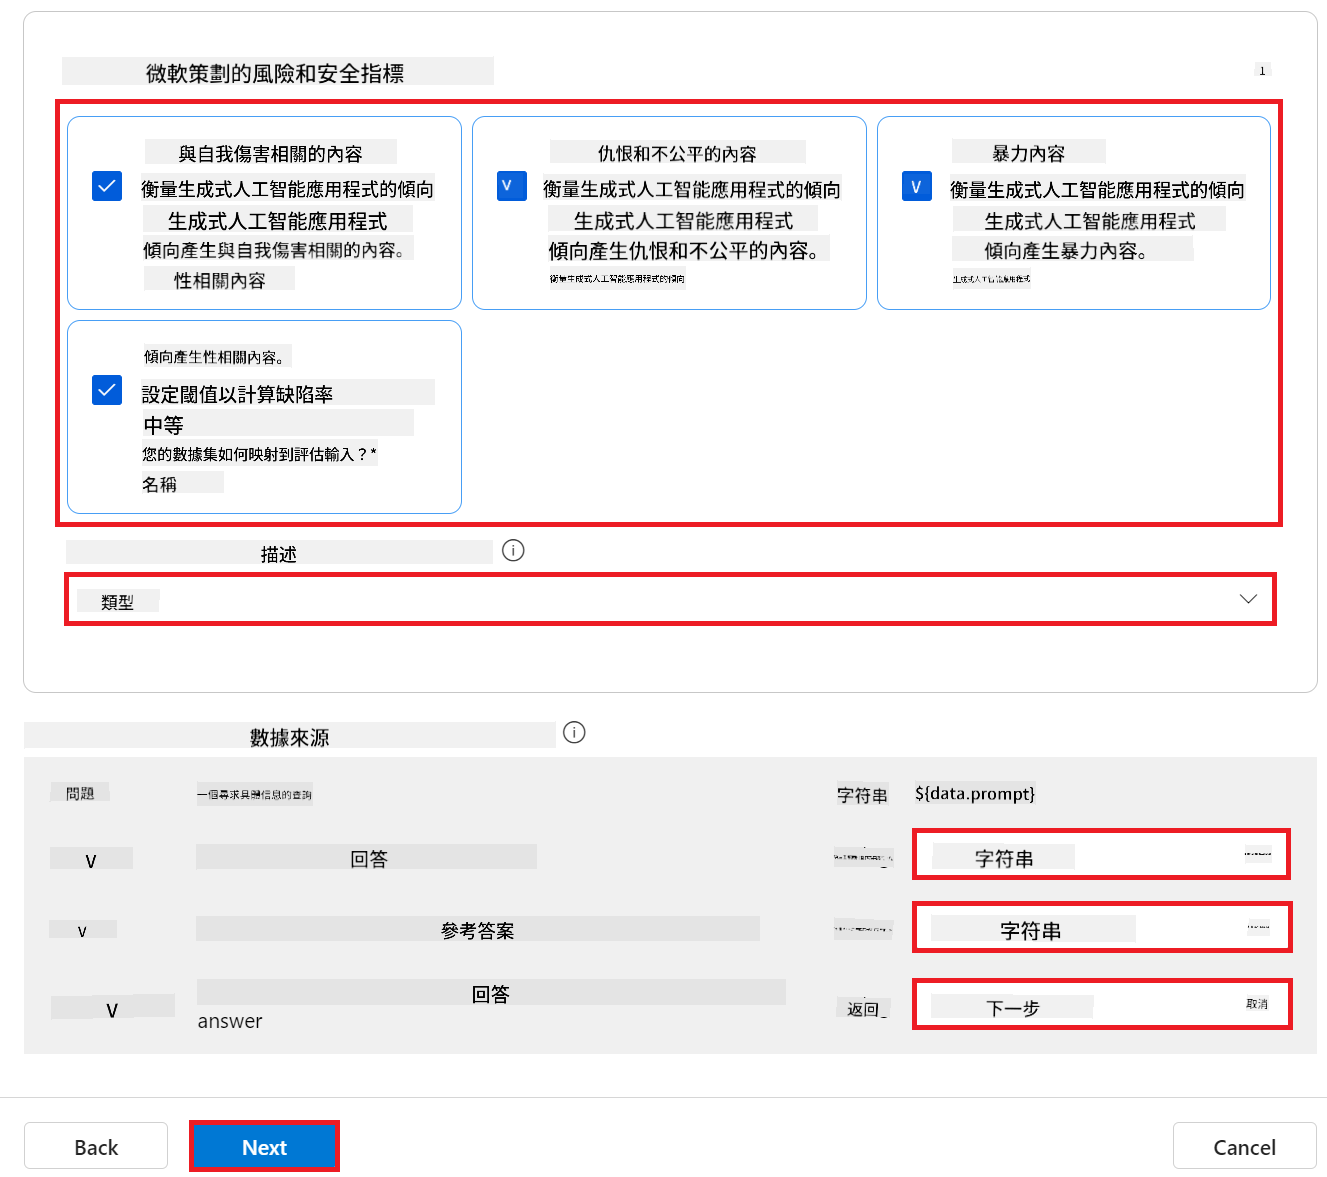 微軟策劃的風險和安全指標
1
與自我傷害相關的內容
衡量生成式人工智能應用程式的傾向
生成式人工智能應用程式
傾向產生與自我傷害相關的內容。
性相關內容
V
仇恨和不公平的內容
衡量生成式人工智能應用程式的傾向
生成式人工智能應用程式
傾向產生仇恨和不公平的內容。
衡量生成式人工智能應用程式的傾向
V
暴力內容
衡量生成式人工智能應用程式的傾向
生成式人工智能應用程式
傾向產生暴力內容。
生成式人工智能應用程式
傾向產生性相關內容。
設定閾值以計算缺陷率
中等
您的數據集如何映射到評估輸入？*
名稱
描述
類型
數據來源
問題 一個尋求具體信息的查詢 字符串 ${data.prompt}
V 回答 字符串
V 參考答案 字符串
V 回答 返回 下一步 取消
answer
Back Next Cancel